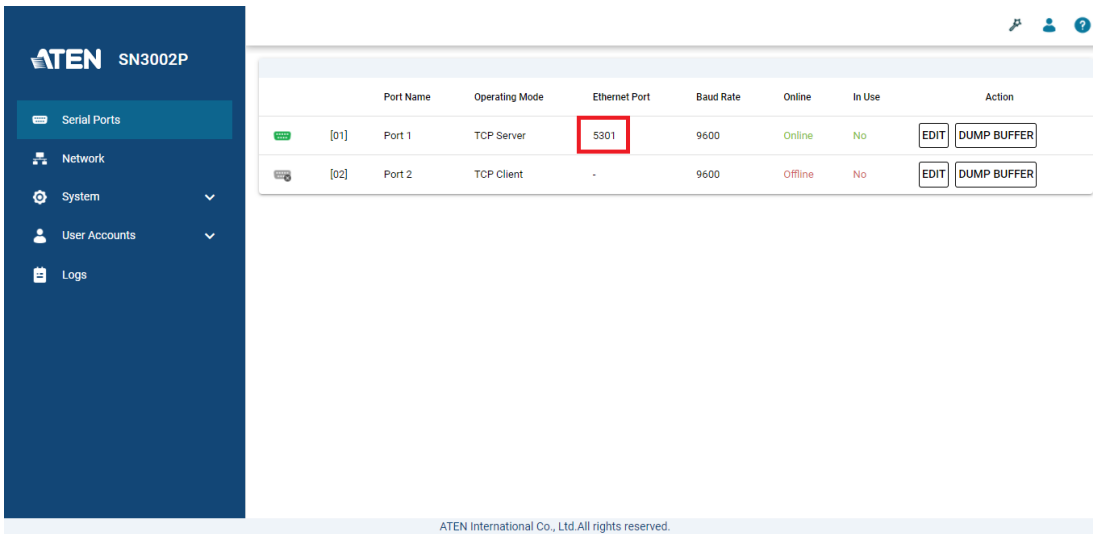 ATEN SN3002P
Serial Ports
Network
System
User Accounts
Logs
Port Name Operating Mode Ethernet Port Baud Rate Online In Use Action
[01] Port 1 TCP Server 5301 9600 Online No EDIT DUMP BUFFER
[02] Port 2 TCP Client - 9600 Offline No EDIT DUMP BUFFER
ATEN International Co., Ltd.All rights reserved.